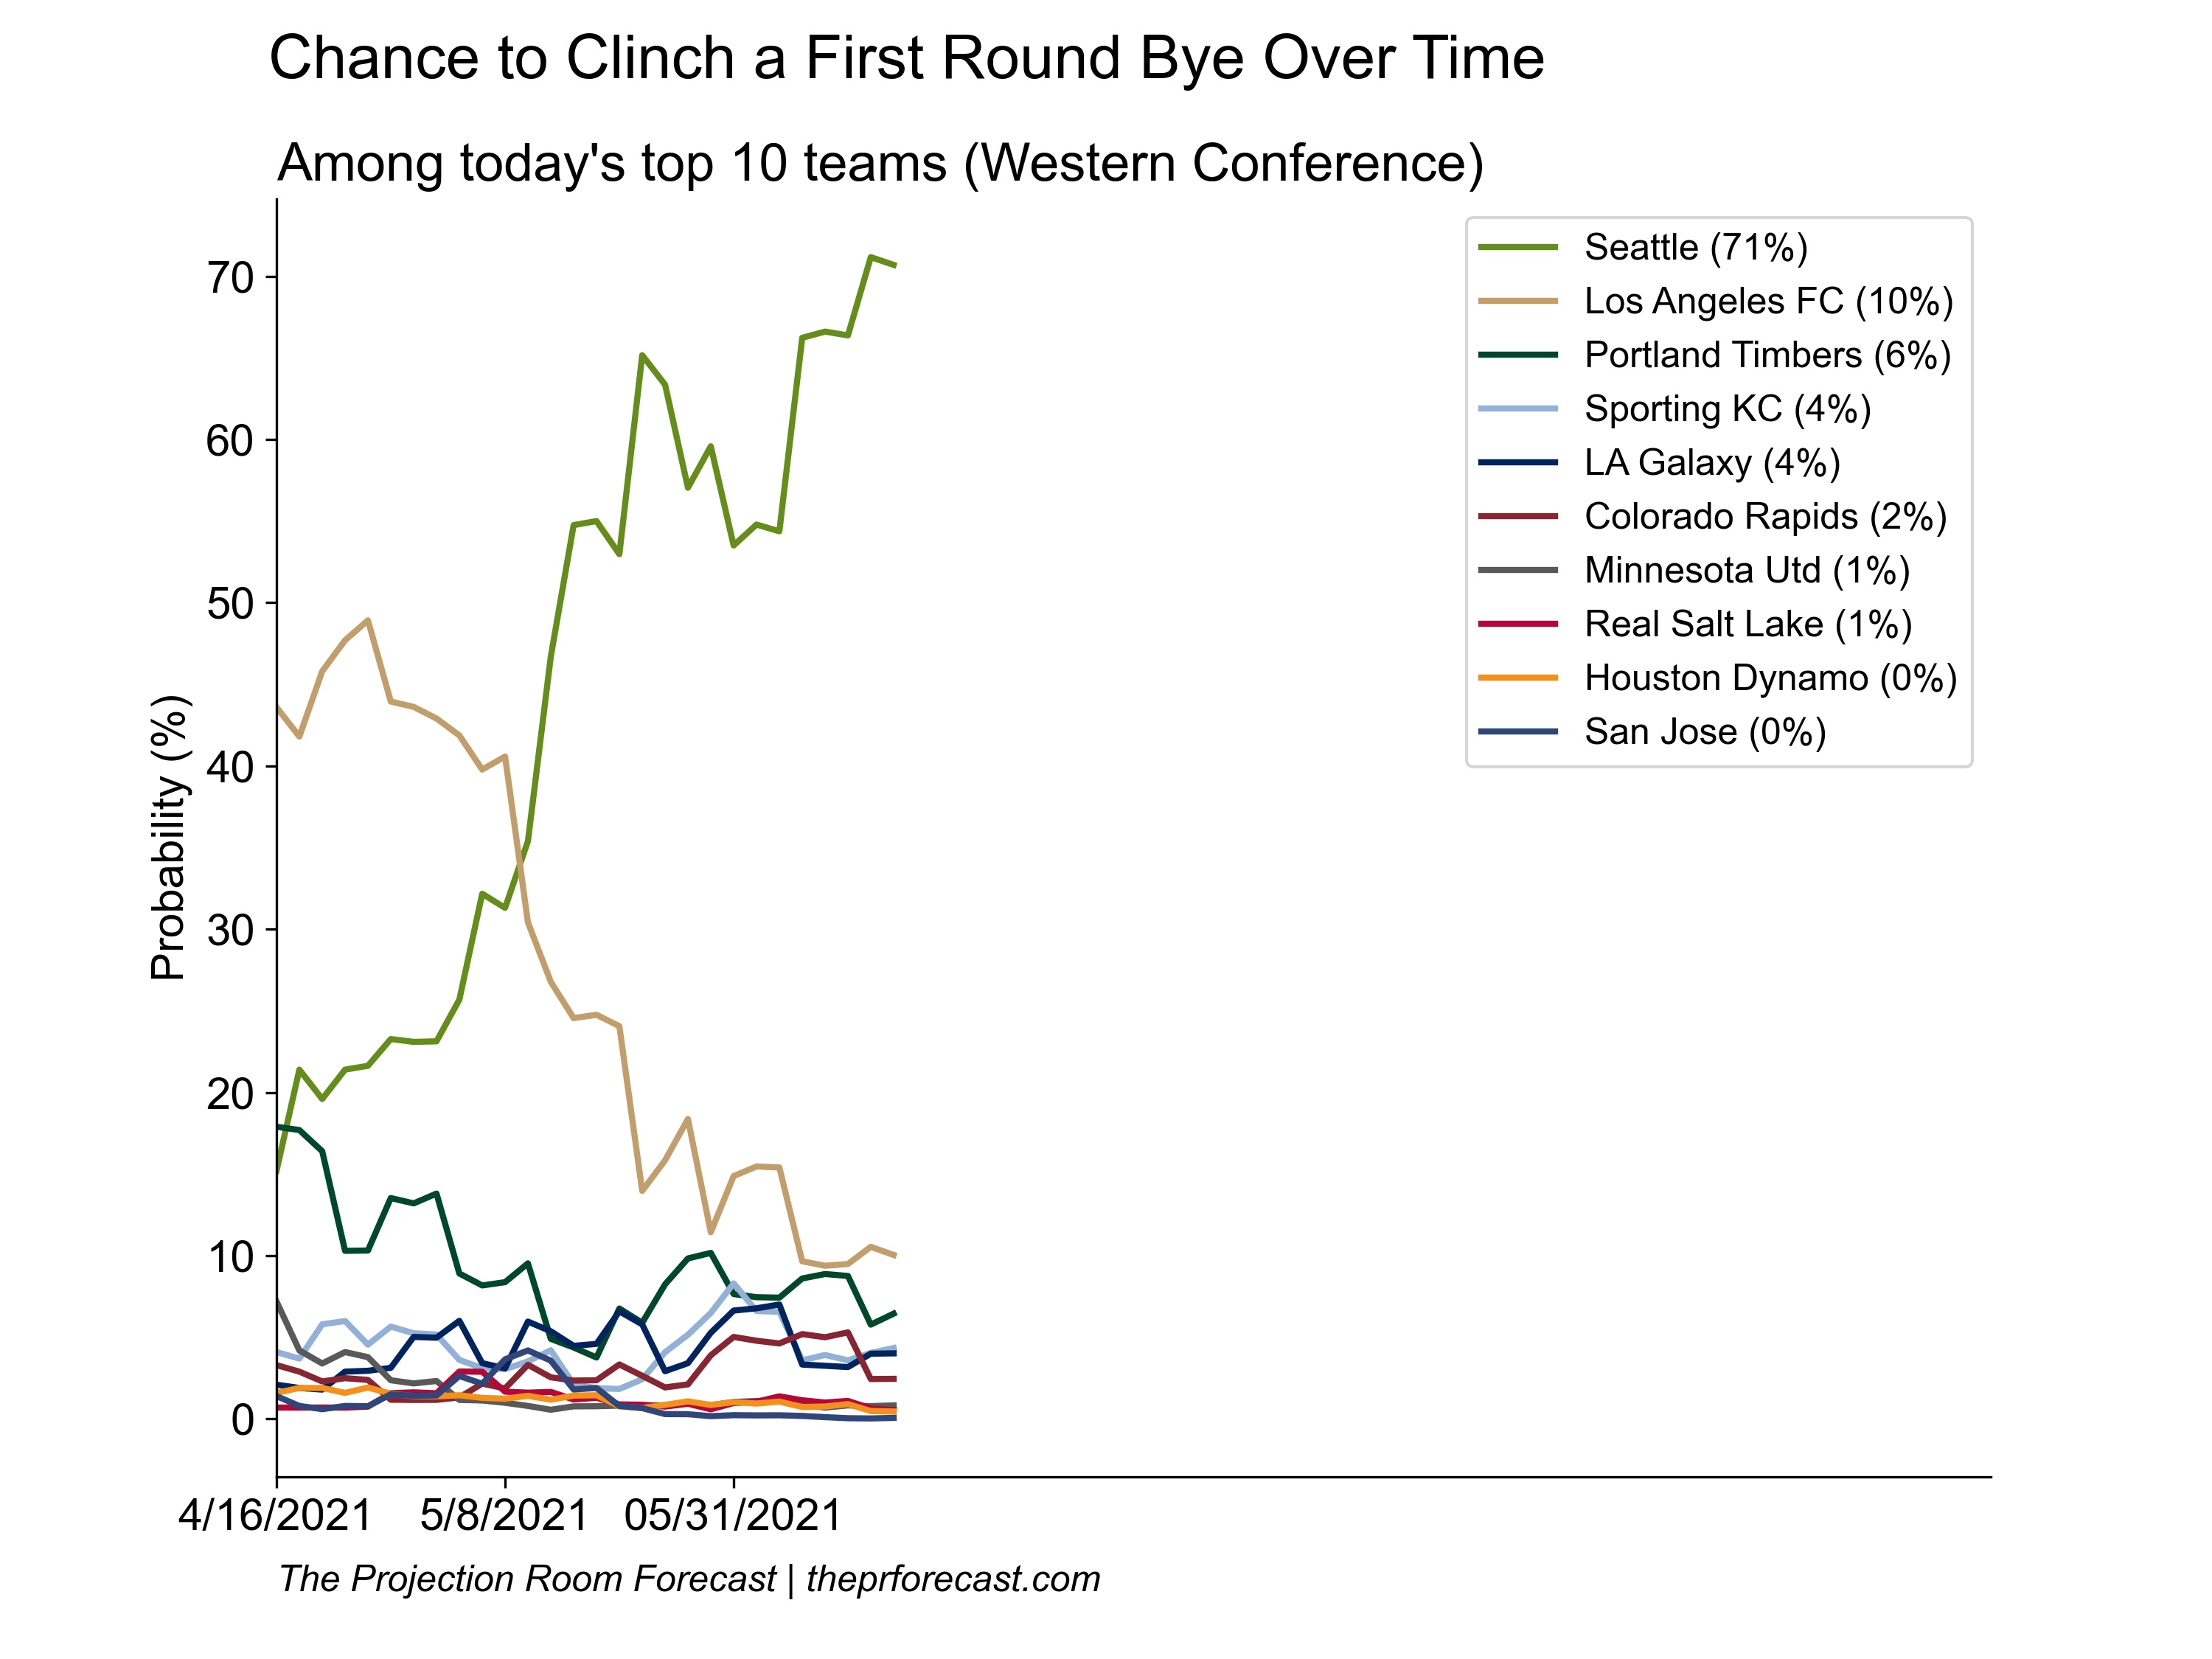 Chance to Clinch a First Round Bye Over Time
Among today's top 10 teams (Western Conference)
Seattle (71%)
Los Angeles FC (10%)
Portland Timbers (6%)
Sporting KC (4%)
LA Galaxy (4%)
Colorado Rapids (2%)
Minnesota Utd (1%)
Real Salt Lake (1%)
Houston Dynamo (0%)
San Jose (0%)
Probability (%)
70
60
50
40
30
20
10
0
4/16/2021 5/8/2021 05/31/2021
The Projection Room Forecast | theprforecast.com